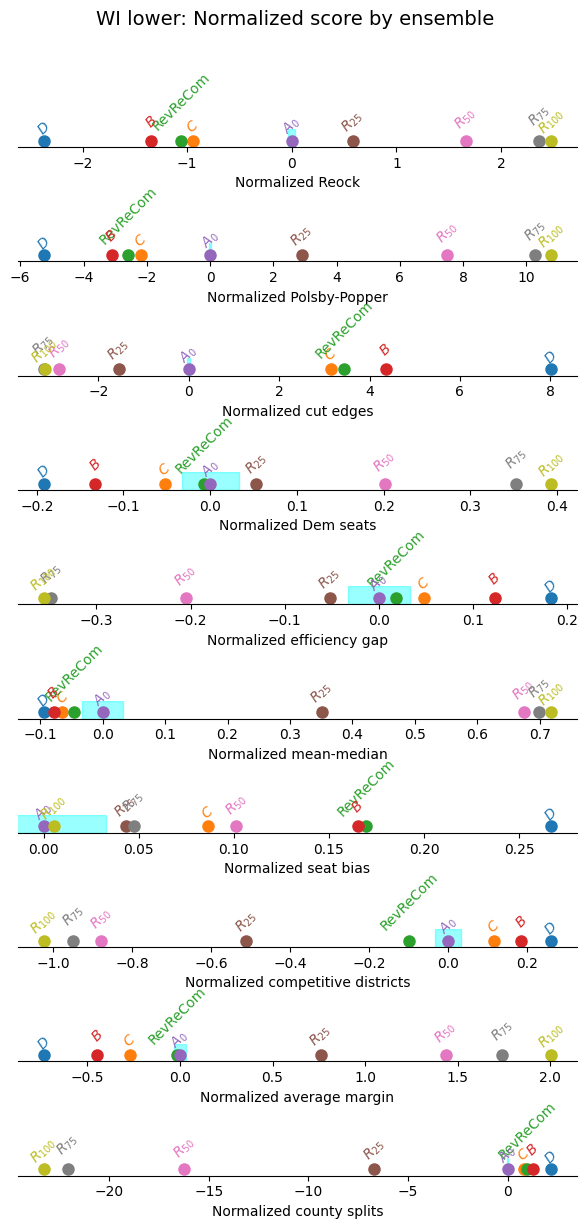 WI lower: Normalized score by ensemble
D B RevReCom C A0 R25 R50 R75 R100
−2 −1 0 1 2
Normalized Reock
D B RevReCom C A0 R25 R50 R75 R100
−6 −4 −2 0 2 4 6 8 10
Normalized Polsby-Popper
R75 R100 R50 R25 A0 C RevReCom B D
−2 0 2 4 6 8
Normalized cut edges
D B C RevReCom A0 R25 R50 R75 R100
−0.2 −0.1 0.0 0.1 0.2 0.3 0.4
Normalized Dem seats
R100 R75 R50 R25 A0 RevReCom C B D
−0.3 −0.2 −0.1 0.0 0.1 0.2
Normalized efficiency gap
D B C RevReCom A0 R25 R50 R75 R100
−0.1 0.0 0.1 0.2 0.3 0.4 0.5 0.6 0.7
Normalized mean-median
A0 R100 R25 R75 C R50 B RevReCom D
0.00 0.05 0.10 0.15 0.20 0.25
Normalized seat bias
R100 R75 R50 R25 RevReCom A0 C B D
−1.0 −0.8 −0.6 −0.4 −0.2 0.0 0.2
Normalized competitive districts
D B C RevReCom A0 R25 R50 R75 R100
−0.5 0.0 0.5 1.0 1.5 2.0
Normalized average margin
R100 R75 R50 R25 A0 C RevReCom B D
−20 −15 −10 −5 0
Normalized county splits